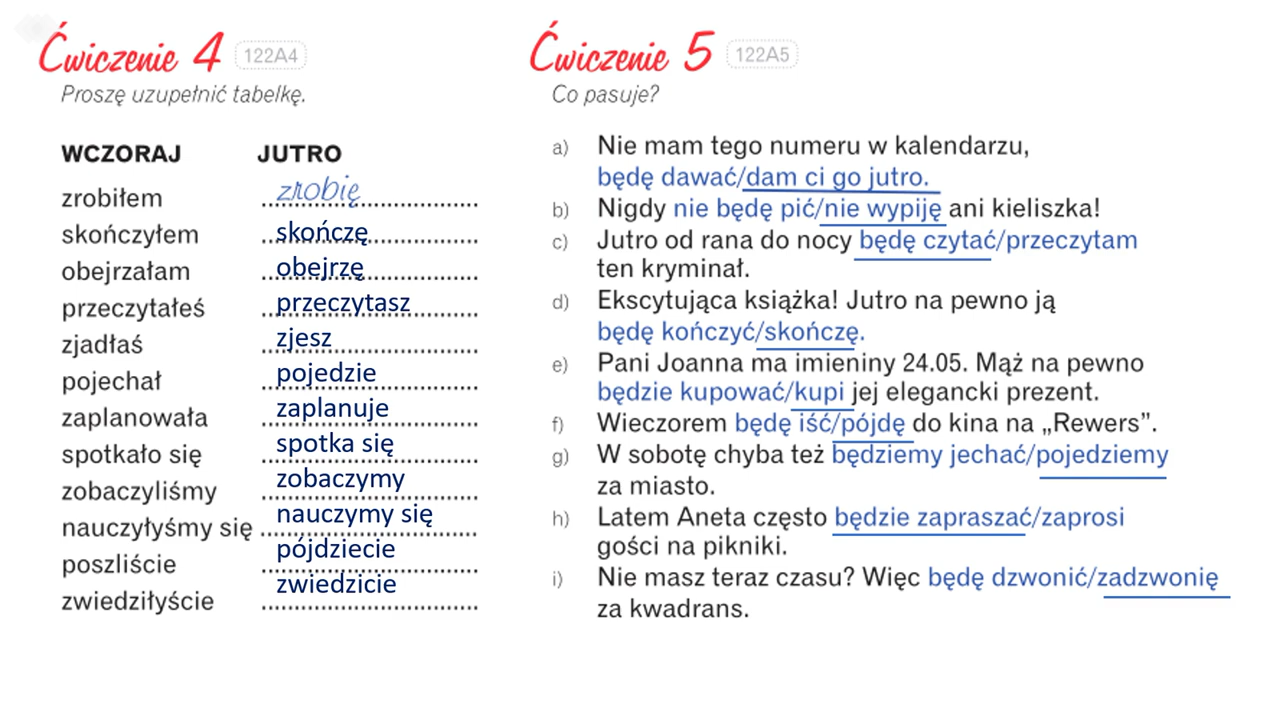 Ćwiczenie 4 122A4
Proszę uzupełnić tabelkę.
WCZORAJ JUTRO
zrobiłem zrobię
skończyłem skończę
obejrzałam obejrzę
przeczytałeś przeczytasz
zjadłaś zjesz
pojechał pojedzie
zaplanowała zaplanuje
spotkało się spotka się
zobaczyliśmy zobaczymy
nauczyłyśmy się nauczymy się
poszliście pójdziecie
zwiedziłyście zwiedzicie
Ćwiczenie 5 122A5
Co pasuje?
a) Nie mam tego numeru w kalendarzu,
będę dawać/dam ci go jutro.
b) Nigdy nie będę pić/nie wypiję ani kieliszka!
c) Jutro od rana do nocy będę czytać/przeczytam
ten kryminał.
d) Ekscytująca książka! Jutro na pewno ją
będę kończyć/skończę.
e) Pani Joanna ma imieniny 24.05. Mąż na pewno
będzie kupować/kupi jej elegancki prezent.
f) Wieczorem będę iść/pójdę do kina na „Rewers”.
g) W sobotę chyba też będziemy jechać/pojedziemy
za miasto.
h) Latem Aneta często będzie zapraszać/zaprosi
gości na pikniki.
i) Nie masz teraz czasu? Więc będę dzwonić/zadzwonię
za kwadrans.